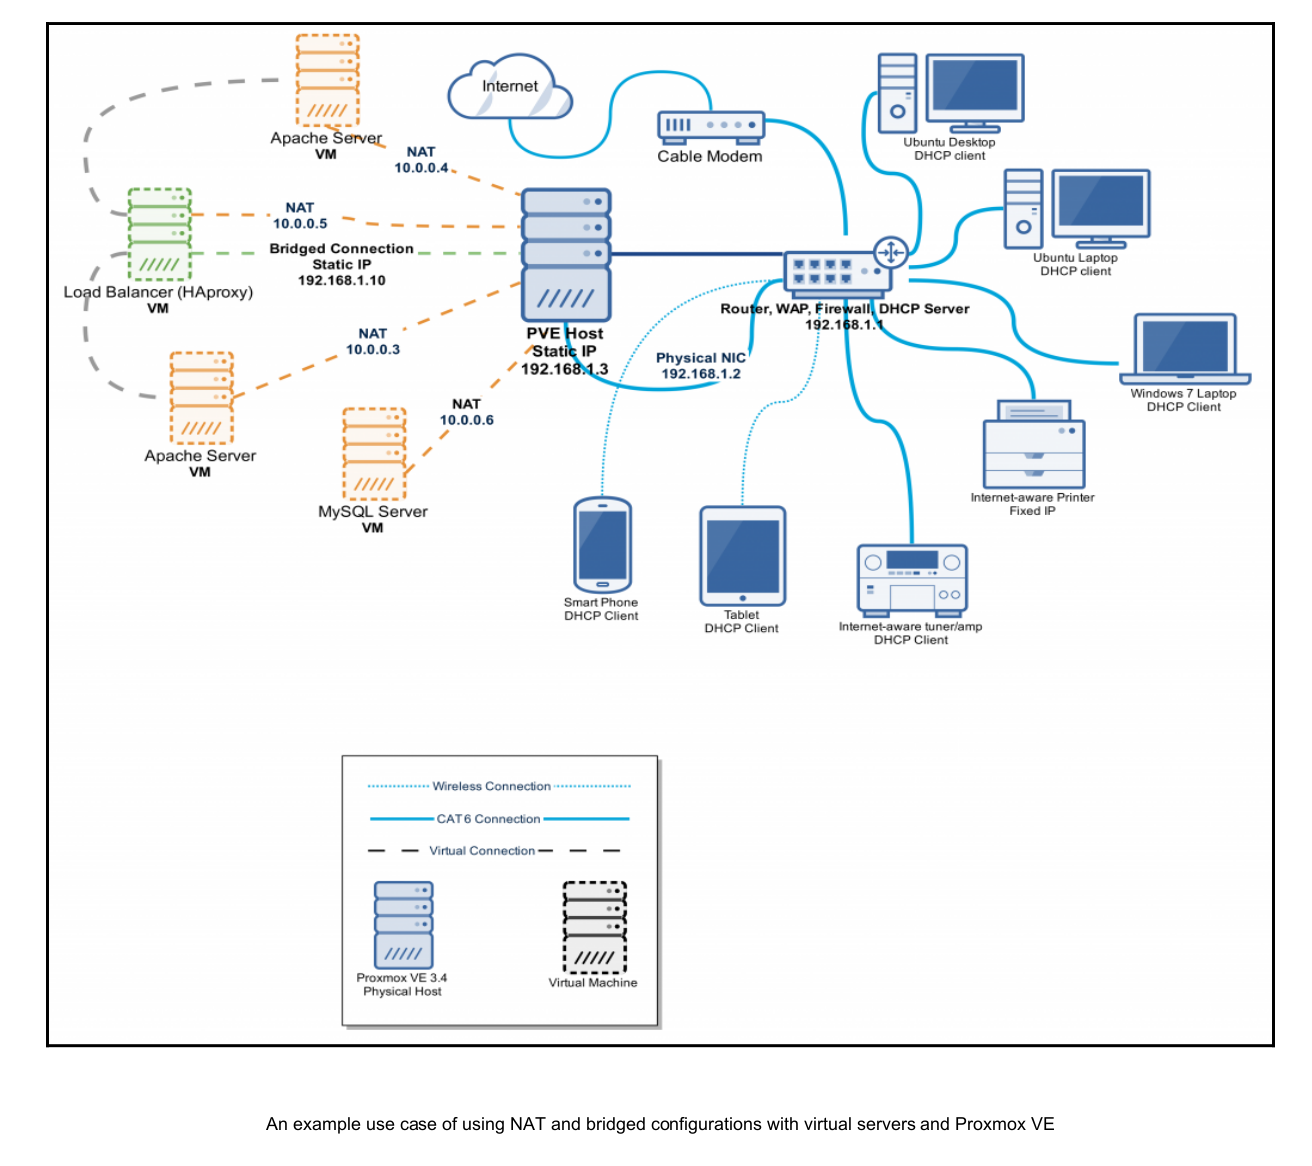 Internet
Cable Modem
Ubuntu Desktop
DHCP client
Apache Server
VM
NAT
10.0.0.4
NAT
10.0.0.5
Bridged Connection
Static IP
192.168.1.10
Load Balancer (HAproxy)
VM
Ubuntu Laptop
DHCP client
Router, WAP, Firewall, DHCP Server
192.168.1.1
NAT
10.0.0.3
PVE Host
Static IP
192.168.1.3
Physical NIC
192.168.1.2
Windows 7 Laptop
DHCP Client
NAT
10.0.0.6
Apache Server
VM
MySQL Server
VM
Internet-aware Printer
Fixed IP
Smart Phone
DHCP Client
Tablet
DHCP Client
Internet-aware tuner/amp
DHCP Client
Wireless Connection
CAT6 Connection
Virtual Connection
Proxmox VE 3.4
Physical Host
Virtual Machine
An example use case of using NAT and bridged configurations with virtual servers and Proxmox VE